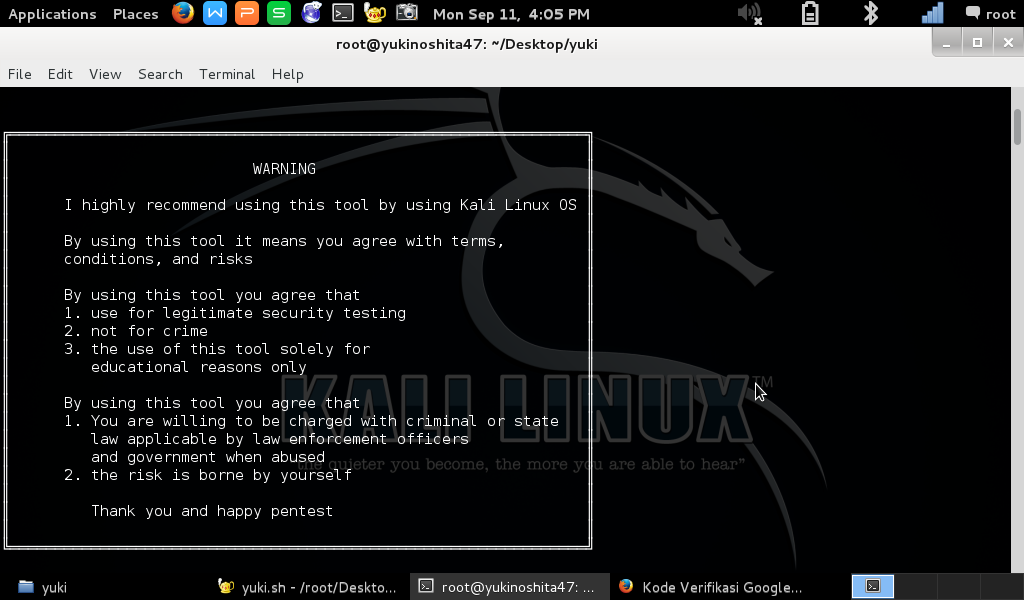 Applications Places Mon Sep 11, 4:05 PM root
root@yukinoshita47: ~/Desktop/yuki
File Edit View Search Terminal Help
WARNING
I highly recommend using this tool by using Kali Linux OS
By using this tool it means you agree with terms,
conditions, and risks
By using this tool you agree that
1. use for legitimate security testing
2. not for crime
3. the use of this tool solely for
educational reasons only
By using this tool you agree that
1. You are willing to be charged with criminal or state
law applicable by law enforcement officers
and government when abused
2. the risk is borne by yourself
Thank you and happy pentest
KALI LINUX™
the quieter you become, the more you are able to hear”
yuki yuki.sh - /root/Deskto... root@yukinoshita47: ... Kode Verifikasi Google...